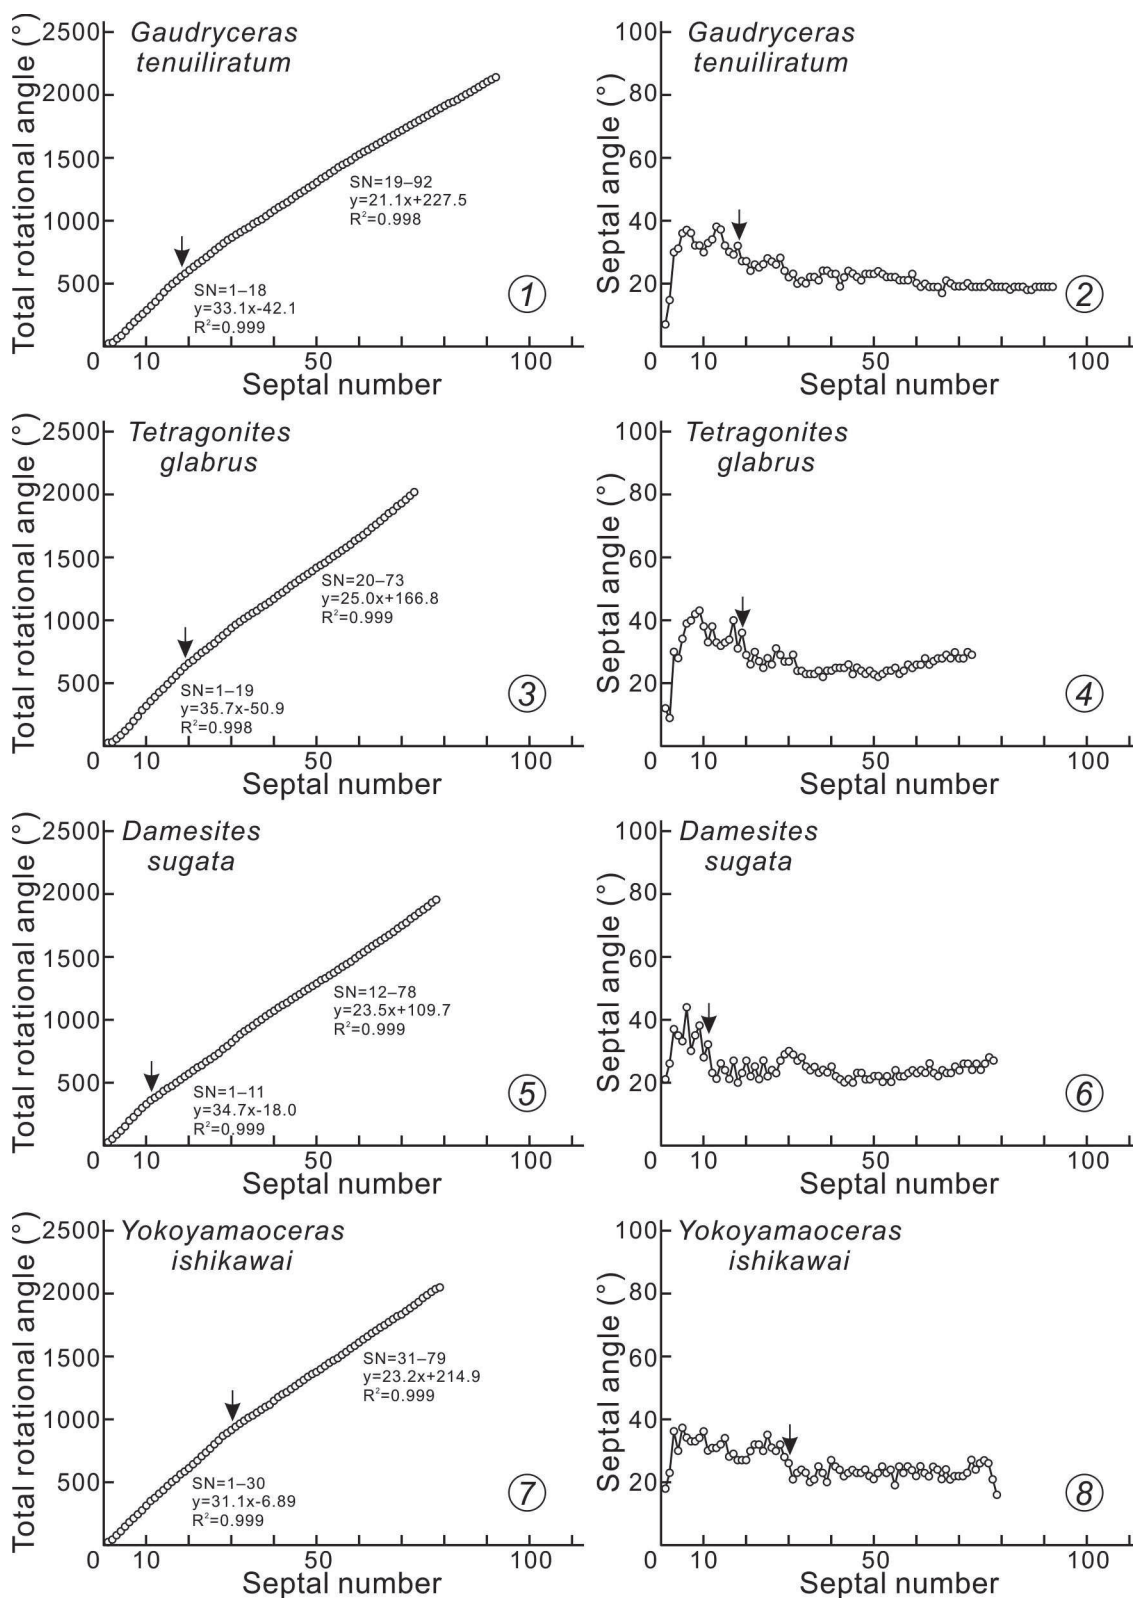 Gaudryceras
tenuiliratum
Total rotational angle (°)
2500
2000
1500
1000
500
0
10
50
100
Septal number
SN=19–92
y=21.1x+227.5
R²=0.998
SN=1–18
y=33.1x-42.1
R²=0.999
1
Gaudryceras
tenuiliratum
Septal angle (°)
100
80
60
40
20
0
10
50
100
Septal number
2
Tetragonites
glabrus
Total rotational angle (°)
2500
2000
1500
1000
500
0
10
50
100
Septal number
SN=20–73
y=25.0x+166.8
R²=0.999
SN=1–19
y=35.7x-50.9
R²=0.998
3
Tetragonites
glabrus
Septal angle (°)
100
80
60
40
20
0
10
50
100
Septal number
4
Damesites
sugata
Total rotational angle (°)
2500
2000
1500
1000
500
0
10
50
100
Septal number
SN=12–78
y=23.5x+109.7
R²=0.999
SN=1–11
y=34.7x-18.0
R²=0.999
5
Damesites
sugata
Septal angle (°)
100
80
60
40
20
0
10
50
100
Septal number
6
Yokoyamaoceras
ishikawai
Total rotational angle (°)
2500
2000
1500
1000
500
0
10
50
100
Septal number
SN=31–79
y=23.2x+214.9
R²=0.999
SN=1–30
y=31.1x-6.89
R²=0.999
7
Yokoyamaoceras
ishikawai
Septal angle (°)
100
80
60
40
20
0
10
50
100
Septal number
8